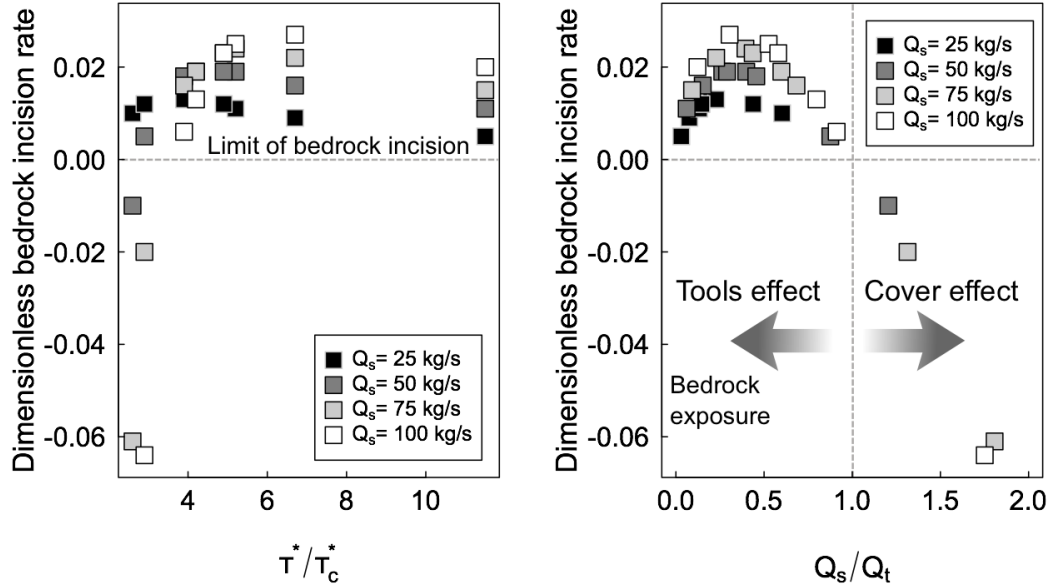 Dimensionless bedrock incision rate
0.02
0.00
-0.02
-0.04
-0.06
Limit of bedrock incision
Qs= 25 kg/s
Qs= 50 kg/s
Qs= 75 kg/s
Qs= 100 kg/s
4 6 8 10
τ*/τc*
Dimensionless bedrock incision rate
0.02
0.00
-0.02
-0.04
-0.06
Qs= 25 kg/s
Qs= 50 kg/s
Qs= 75 kg/s
Qs= 100 kg/s
Tools effect Cover effect
Bedrock
exposure
0.0 0.5 1.0 1.5 2.0
Qs/Qt